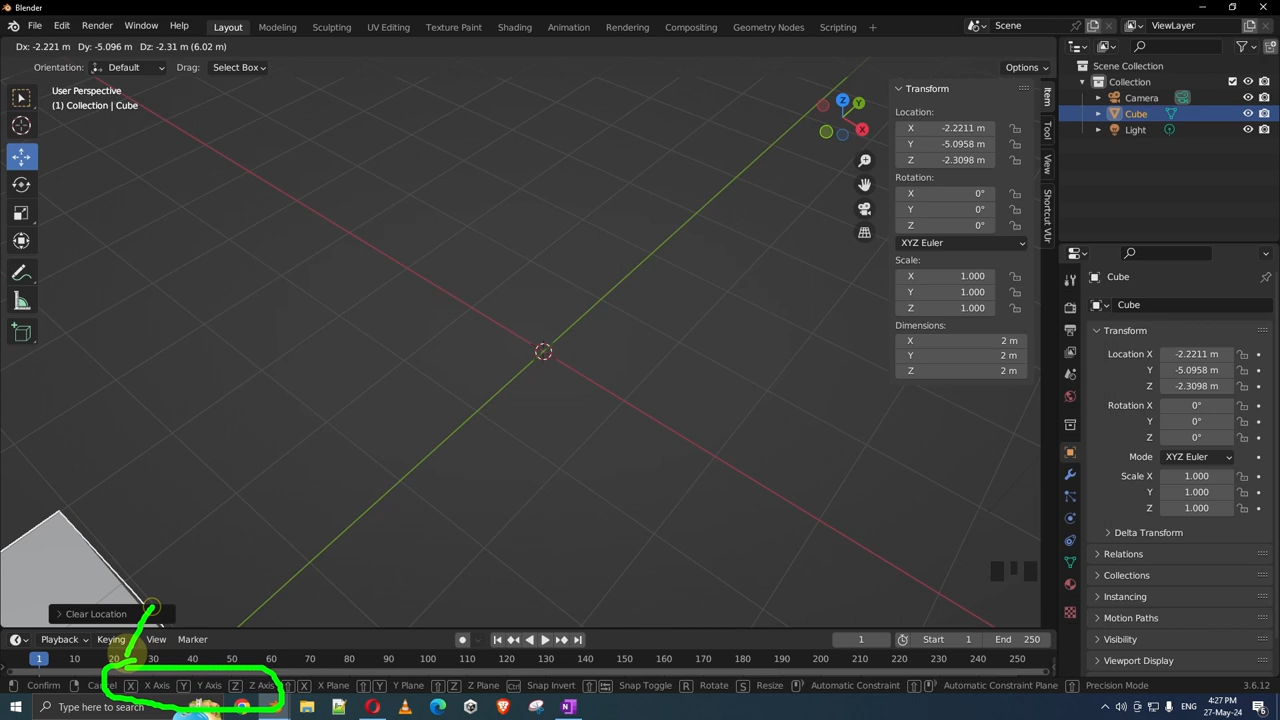 Blender
File Edit Render Window Help Layout Modeling Sculpting UV Editing Texture Paint Shading Animation Rendering Compositing Geometry Nodes Scripting + Scene ViewLayer
Dx: -2.221 m Dy: -5.096 m Dz: -2.31 m (6.02 m)
Orientation: Default Drag: Select Box Options
User Perspective
(1) Collection | Cube
Z Y X
Transform
Location:
X -2.2211 m
Y -5.0958 m
Z -2.3098 m
Rotation:
X 0°
Y 0°
Z 0°
XYZ Euler
Scale:
X 1.000
Y 1.000
Z 1.000
Dimensions:
X 2 m
Y 2 m
Z 2 m
Item
Tool
View
Shortcut VUr
Scene Collection
Collection
Camera
Cube
Light
Cube
Cube
Transform
Location X -2.2211 m
Y -5.0958 m
Z -2.3098 m
Rotation X 0°
Y 0°
Z 0°
Mode XYZ Euler
Scale X 1.000
Y 1.000
Z 1.000
Delta Transform
Relations
Collections
Instancing
Motion Paths
Visibility
Viewport Display
Clear Location
Playback Keying View Marker 1 Start 1 End 250
1 10 20 30 40 50 60 70 80 90 100 110 120 130 140 150 160 170 180 190 200 210 220 230 240 250
Confirm Cancel X X Axis Y Y Axis Z Z Axis X X Plane Y Y Plane Z Z Plane Ctrl Snap Invert Snap Toggle R Rotate S Resize Automatic Constraint Automatic Constraint Plane Precision Mode 3.6.12
Type here to search ENG 4:27 PM
27-May-24